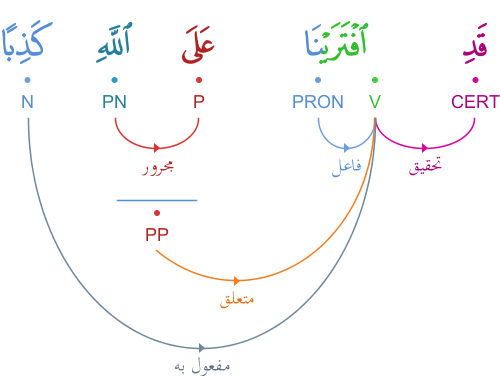 قَدِ ٱفْتَرَيْنَا عَلَى ٱللَّهِ كَذِبًا
CERT V PRON P PN N
تحقيق فاعل مجرور
PP
متعلق
مفعول به